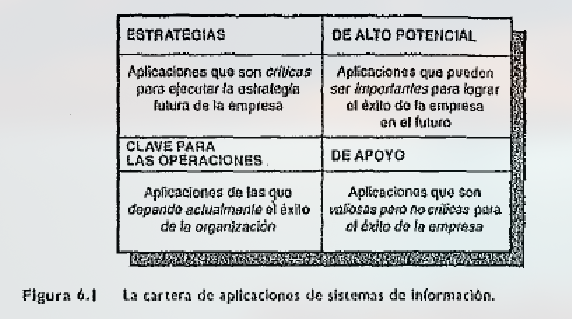 ESTRATEGIAS
Aplicaciones que son críticas
para ejecutar la estrategia
futura de la empresa
DE ALTO POTENCIAL
Aplicaciones que pueden
ser importantes para lograr
el éxito de la empresa
en el futuro
CLAVE PARA
LAS OPERACIONES
Aplicaciones de las que
depende actualmente el éxito
de la organización
DE APOYO
Aplicaciones que son
valiosas pero no críticas para
el éxito de la empresa
Figura 6.1 La cartera de aplicaciones de sistemas de información.